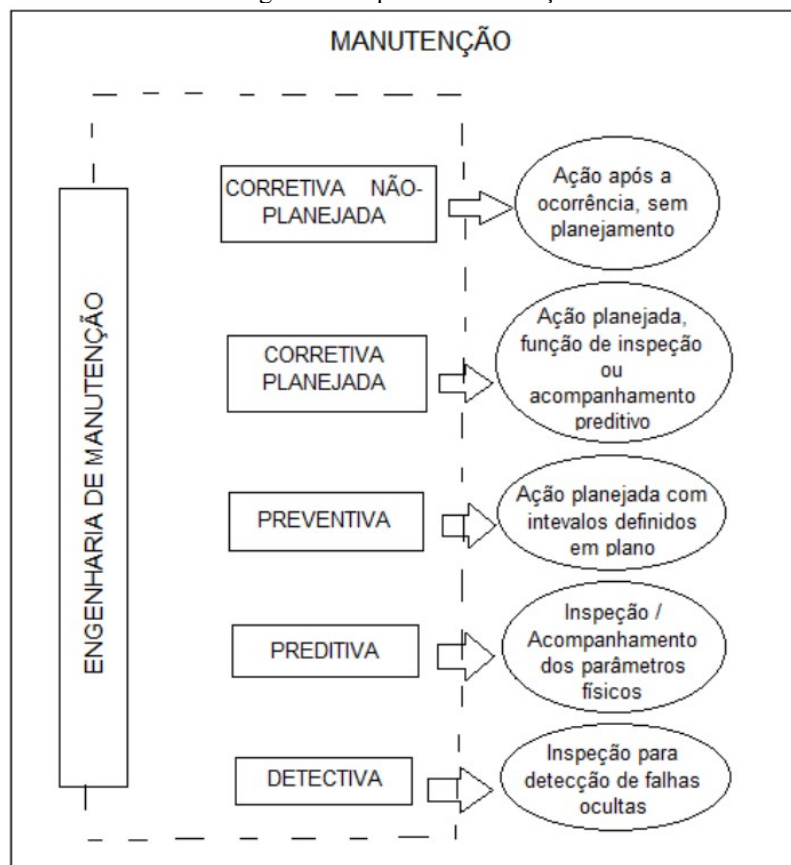 MANUTENÇÃO
ENGENHARIA DE MANUTENÇÃO
CORRETIVA NÃO-
PLANEJADA
Ação após a
ocorrência, sem
planejamento
CORRETIVA
PLANEJADA
Ação planejada,
função de inspeção
ou
acompanhamento
preditivo
PREVENTIVA
Ação planejada com
intevalos definidos
em plano
PREDITIVA
Inspeção /
Acompanhamento
dos parâmetros
físicos
DETECTIVA
Inspeção para
detecção de falhas
ocultas